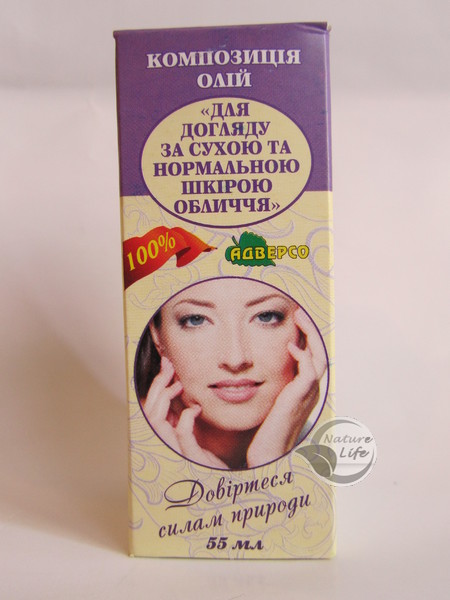 КОМПОЗИЦІЯ
ОЛІЙ
«ДЛЯ
ДОГЛЯДУ
ЗА СУХОЮ ТА
НОРМАЛЬНОЮ
ШКІРОЮ
ОБЛИЧЧЯ»
100%
АДВЕРСО
Nature
Life
Довіртеся
силам природи
55 мл